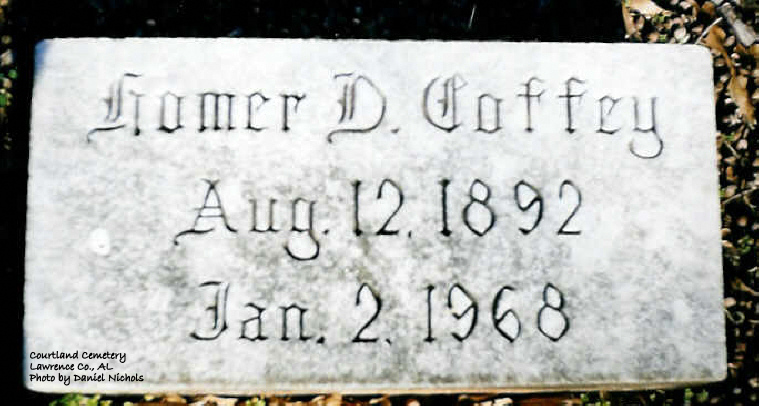 Homer D. Coffey
Aug. 12, 1892
Jan. 2, 1968
Courtland Cemetery
Lawrence Co., AL
Photo by Daniel Nichols